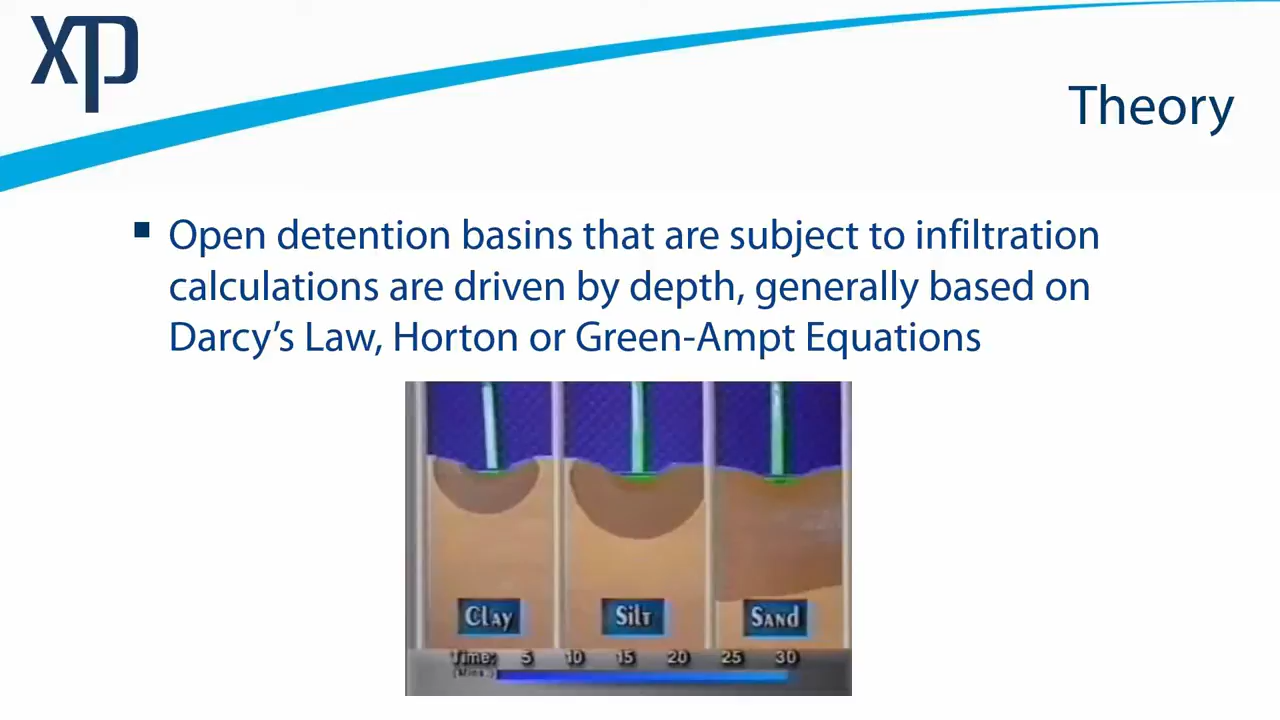 xp
Theory
▪ Open detention basins that are subject to infiltration
calculations are driven by depth, generally based on
Darcy's Law, Horton or Green-Ampt Equations
Clay Silt Sand
Time: 5 10 15 20 25 30